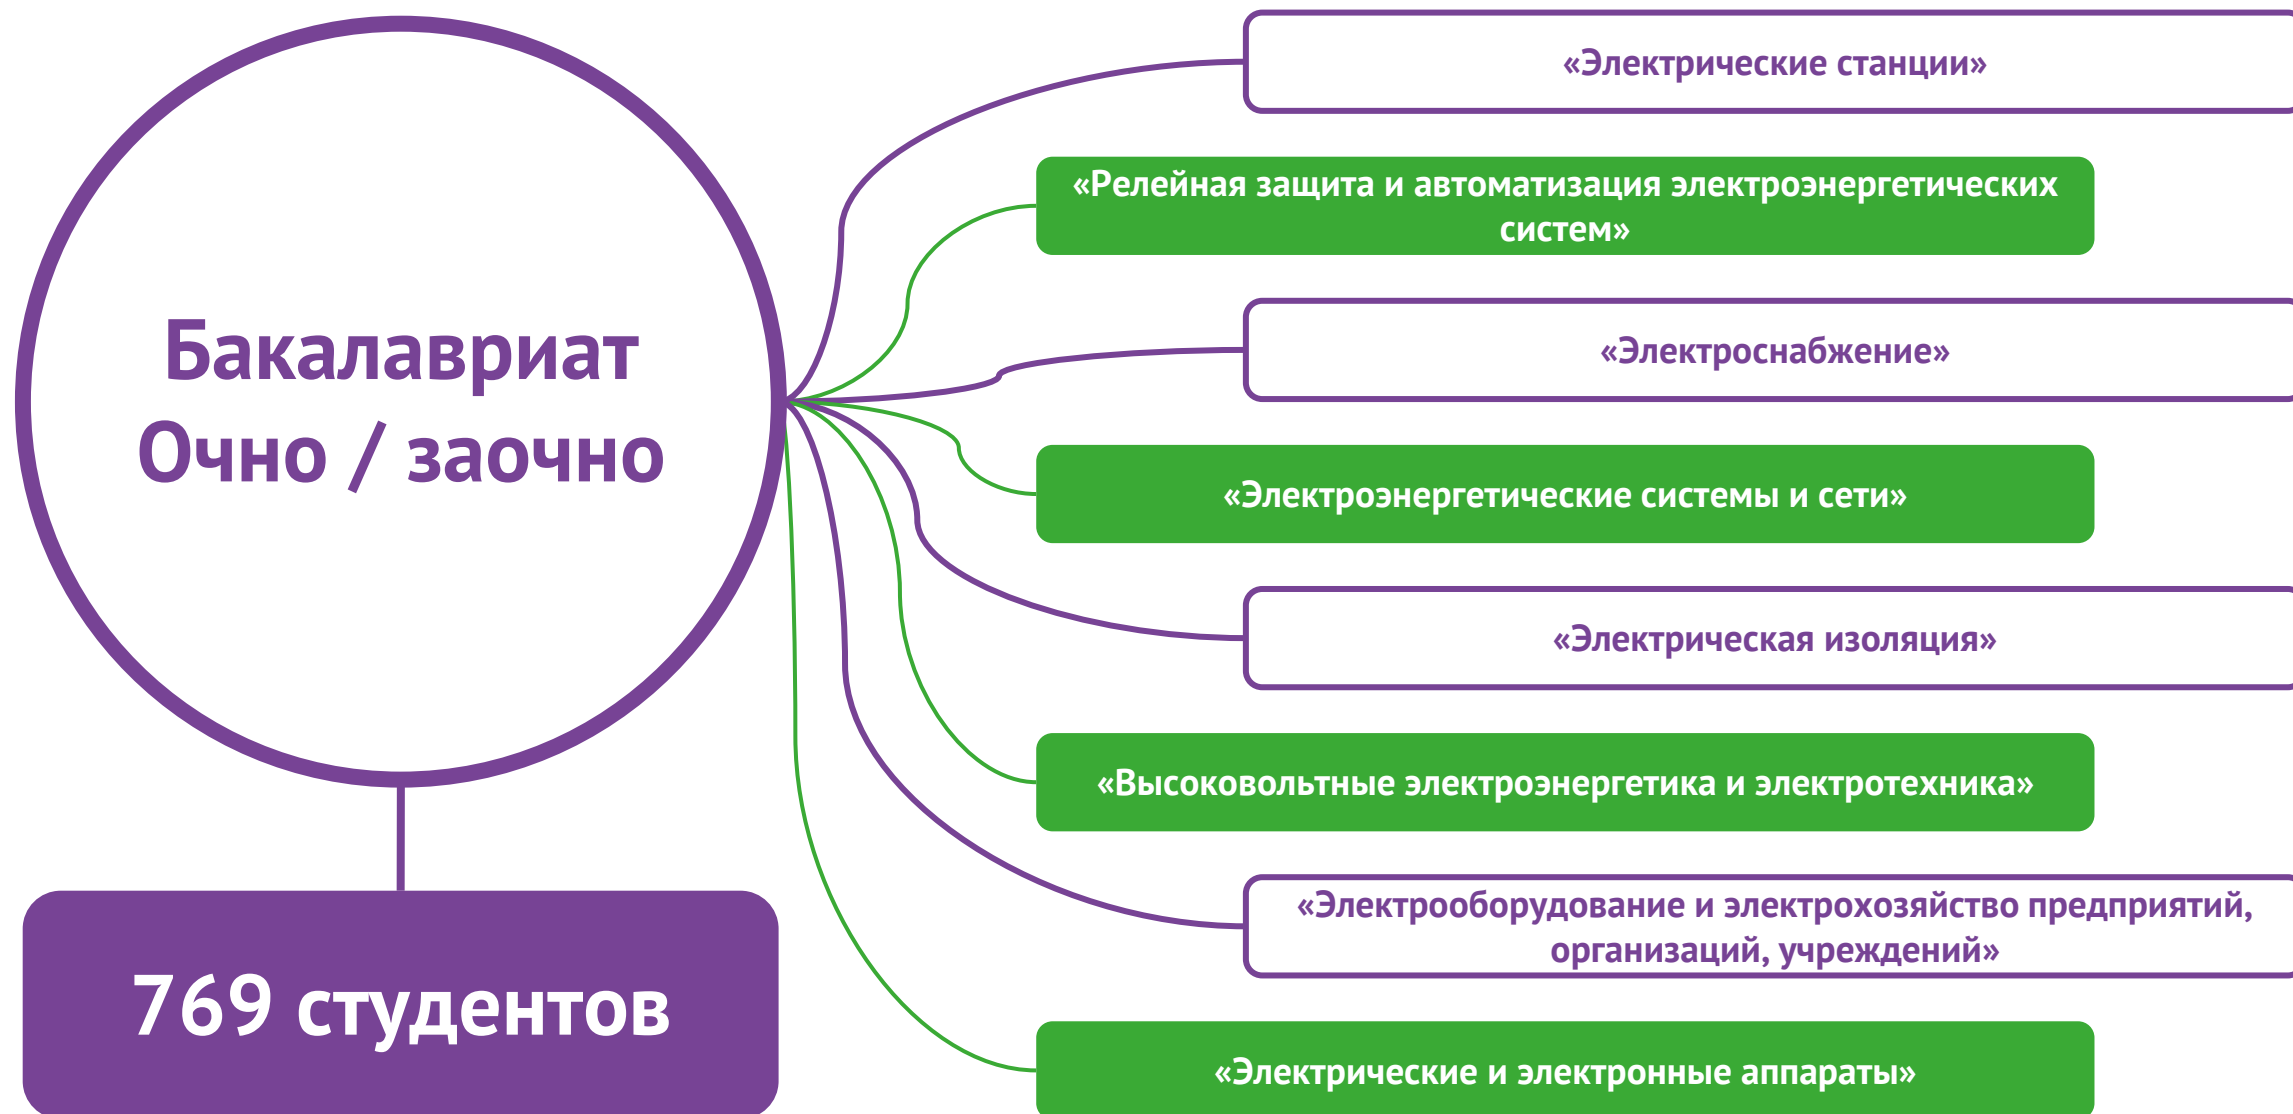 Бакалавриат
Очно / заочно
769 студентов
«Электрические станции»
«Релейная защита и автоматизация электроэнергетических
систем»
«Электроснабжение»
«Электроэнергетические системы и сети»
«Электрическая изоляция»
«Высоковольтные электроэнергетика и электротехника»
«Электрооборудование и электрохозяйство предприятий,
организаций, учреждений»
«Электрические и электронные аппараты»